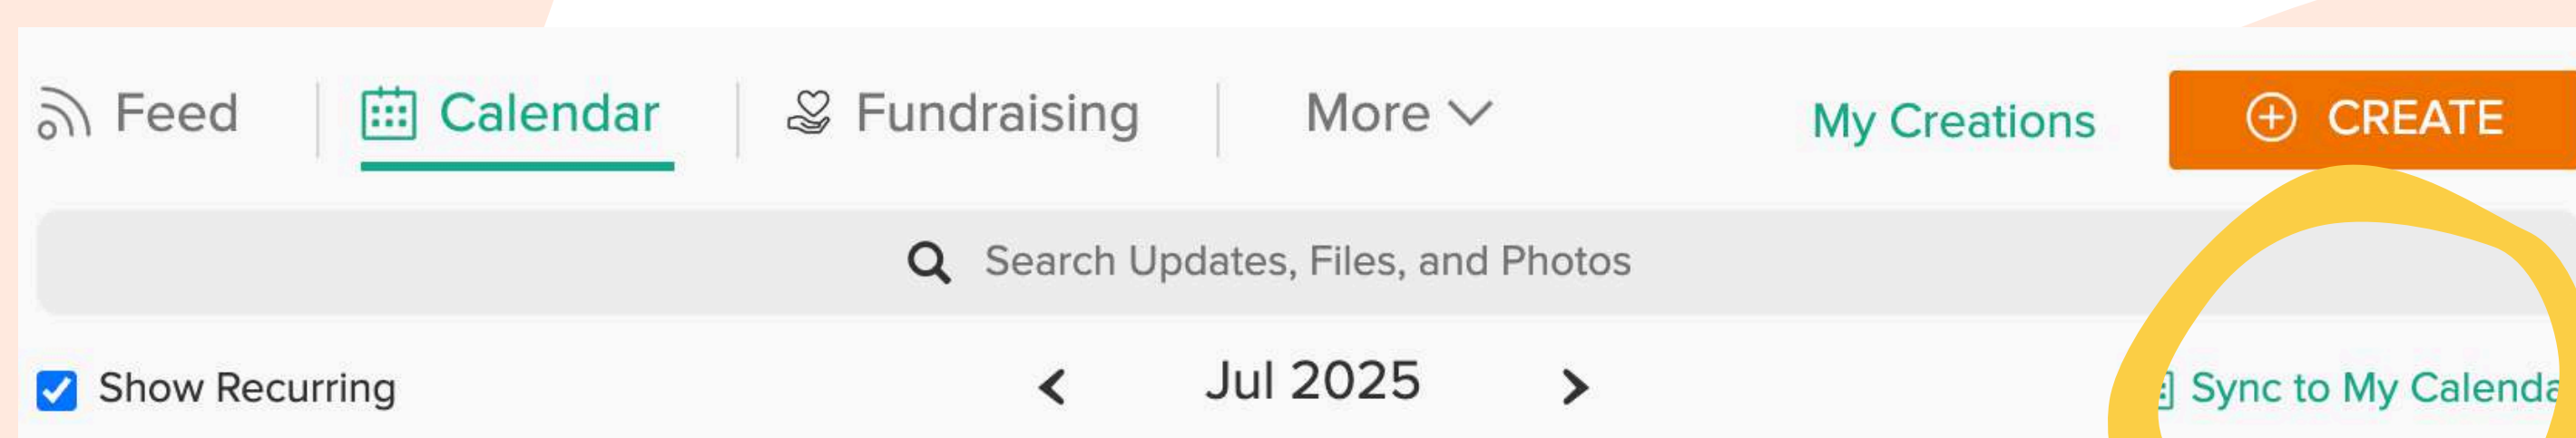 Feed Calendar Fundraising More My Creations CREATE
Search Updates, Files, and Photos
Show Recurring Jul 2025 Sync to My Calenda